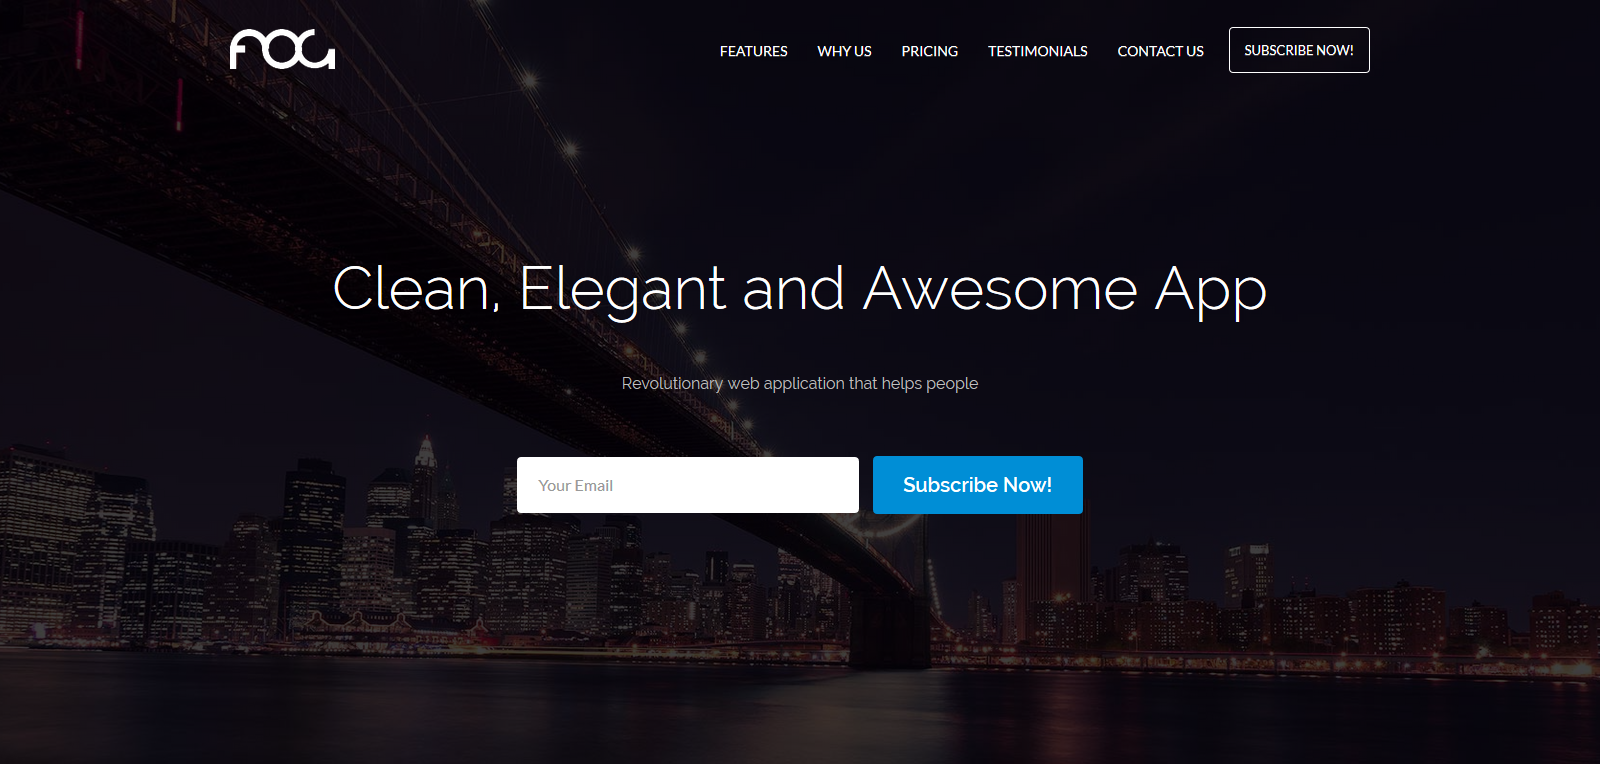 FOG
FEATURES WHY US PRICING TESTIMONIALS CONTACT US SUBSCRIBE NOW!
Clean, Elegant and Awesome App
Revolutionary web application that helps people
Your Email Subscribe Now!